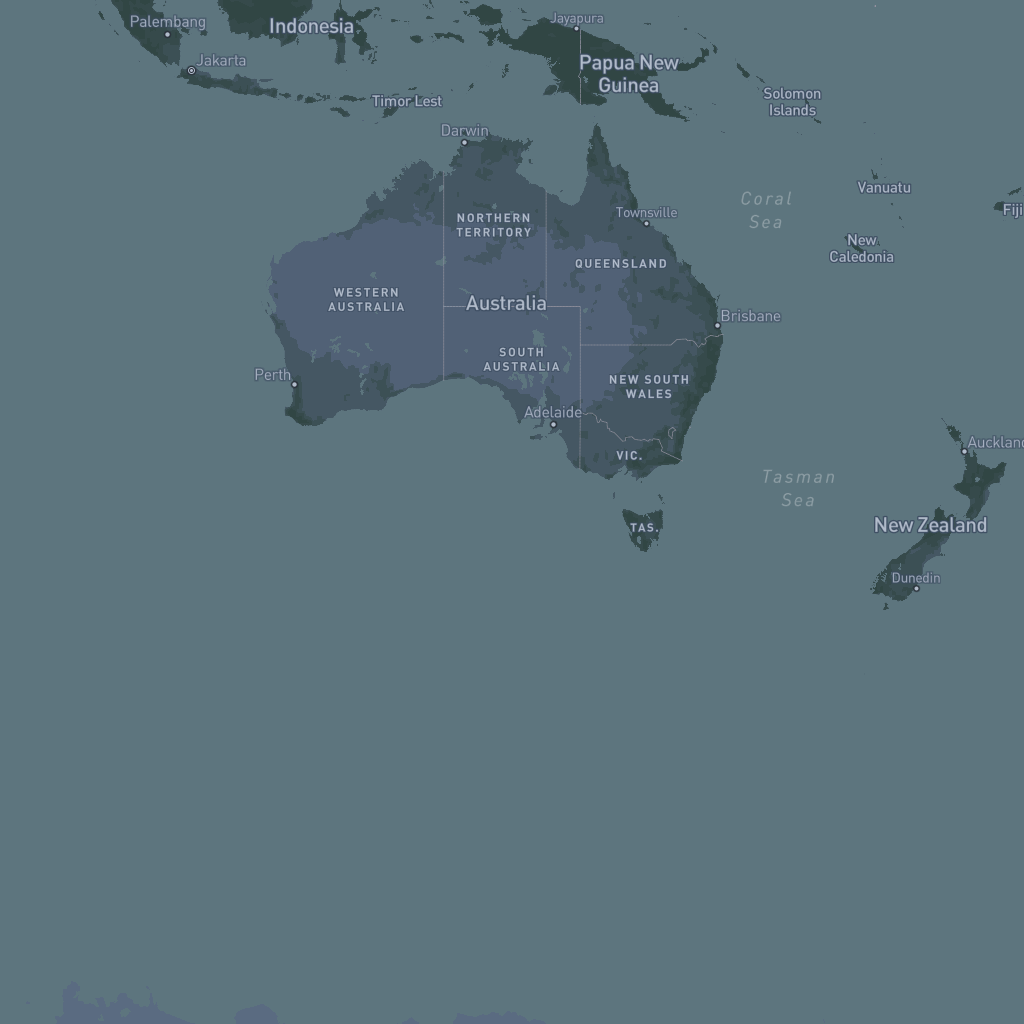 Palembang
Indonesia
Jayapura
Jakarta
Papua New
Guinea
Timor Lest
Solomon
Islands
Darwin
Vanuatu
Coral
Sea
Townsville
Fiji
NORTHERN
TERRITORY
New
Caledonia
QUEENSLAND
WESTERN
AUSTRALIA
Australia
Brisbane
SOUTH
AUSTRALIA
Perth
NEW SOUTH
WALES
Adelaide
Aucklan
VIC.
Tasman
Sea
TAS.
New Zealand
Dunedin